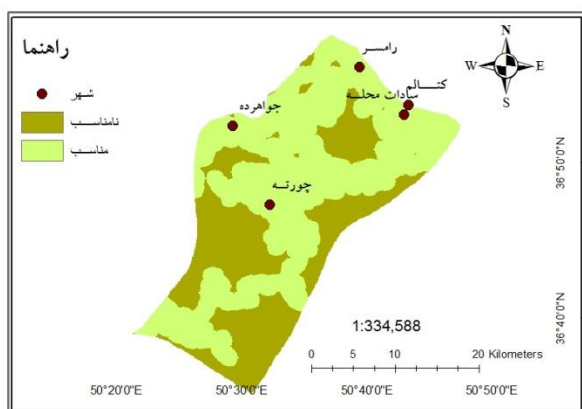 راهنما
شهر
نامناسب
مناسب
رامسر
کتالم
سادات محله
جواهرده
چورته
N
W E
S
36°50'0"N
36°40'0"N
1:334,588
0 5 10 20 Kilometers
50°20'0"E 50°30'0"E 50°40'0"E 50°50'0"E